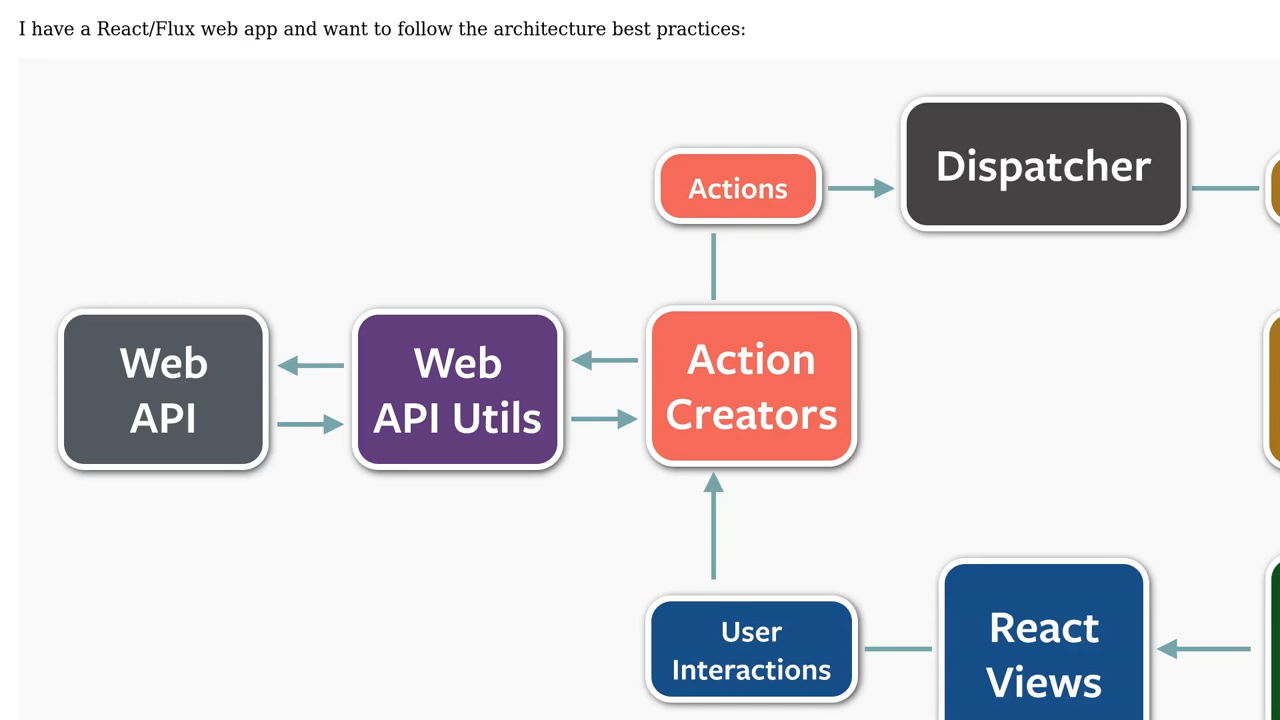 I have a React/Flux web app and want to follow the architecture best practices:
Dispatcher
Actions
Web
API
Web
API Utils
Action
Creators
User
Interactions
React
Views